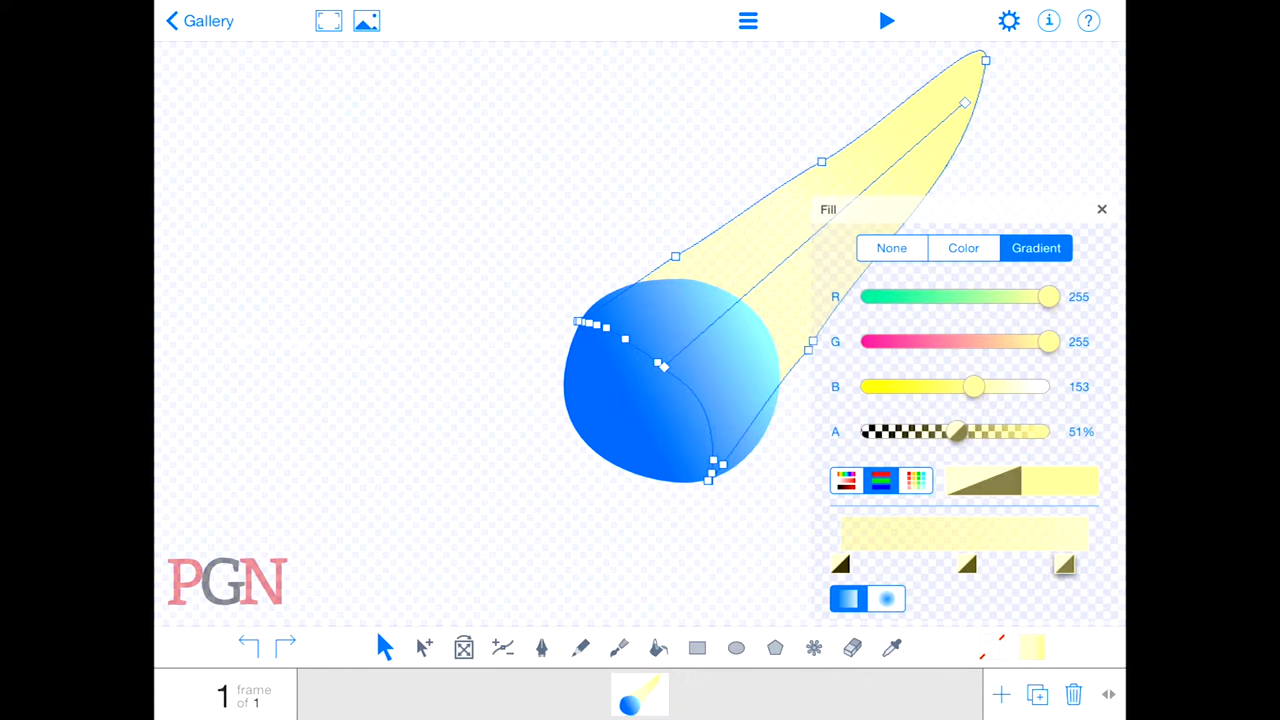 Gallery
Fill
None Color Gradient
R 255
G 255
B 153
A 51%
PGN
1 frame of 1